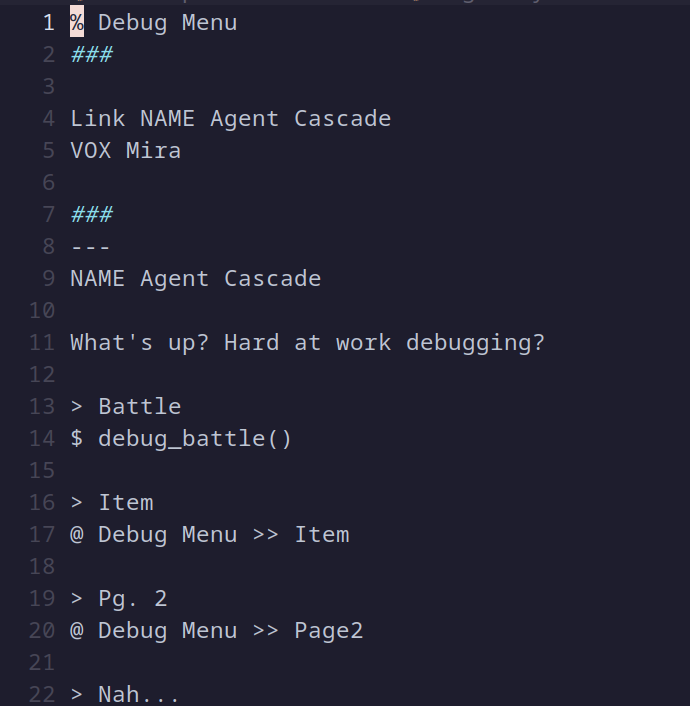 1 % Debug Menu
2 ###
3
4 Link NAME Agent Cascade
5 VOX Mira
6
7 ###
8 ---
9 NAME Agent Cascade
10
11 What's up? Hard at work debugging?
12
13 > Battle
14 $ debug_battle()
15
16 > Item
17 @ Debug Menu >> Item
18
19 > Pg. 2
20 @ Debug Menu >> Page2
21
22 > Nah...